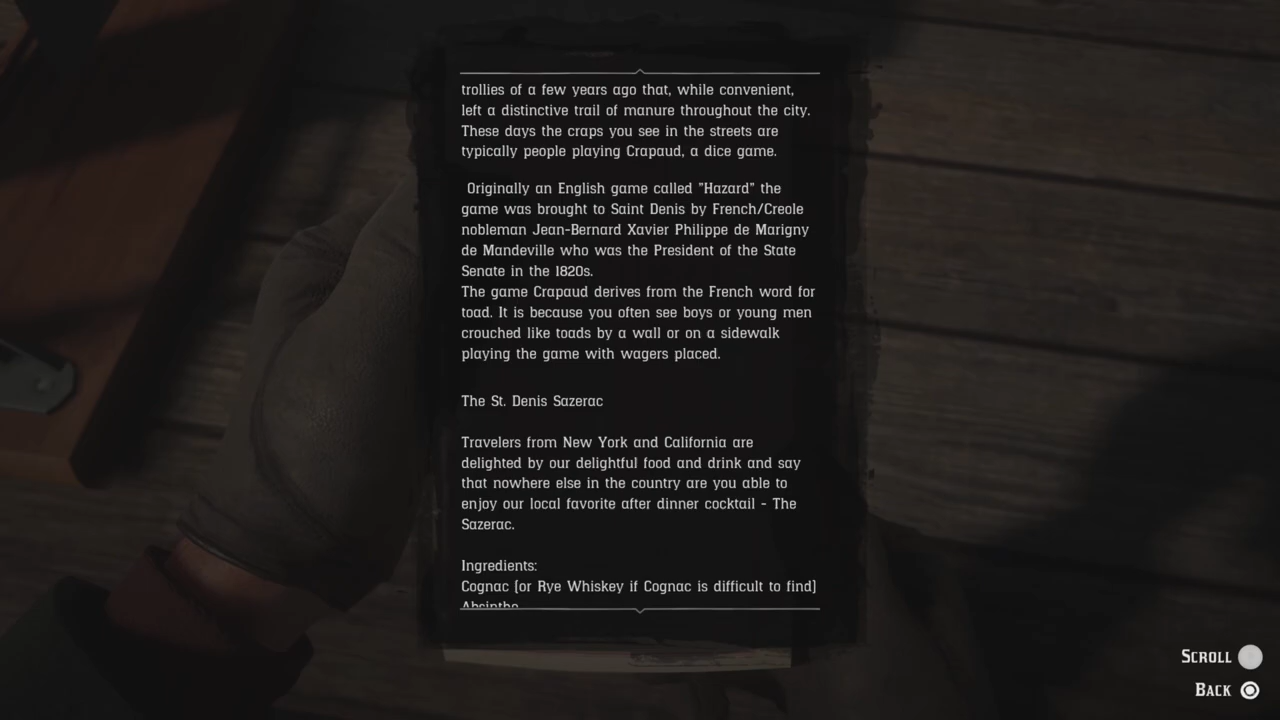 trollies of a few years ago that, while convenient,
left a distinctive trail of manure throughout the city.
These days the craps you see in the streets are
typically people playing Crapaud, a dice game.
Originally an English game called "Hazard" the
game was brought to Saint Denis by French/Creole
nobleman Jean-Bernard Xavier Philippe de Marigny
de Mandeville who was the President of the State
Senate in the 1820s.
The game Crapaud derives from the French word for
toad. It is because you often see boys or young men
crouched like toads by a wall or on a sidewalk
playing the game with wagers placed.
The St. Denis Sazerac
Travelers from New York and California are
delighted by our delightful food and drink and say
that nowhere else in the country are you able to
enjoy our local favorite after dinner cocktail - The
Sazerac.
Ingredients:
Cognac [or Rye Whiskey if Cognac is difficult to find]
Absinthe
SCROLL
BACK